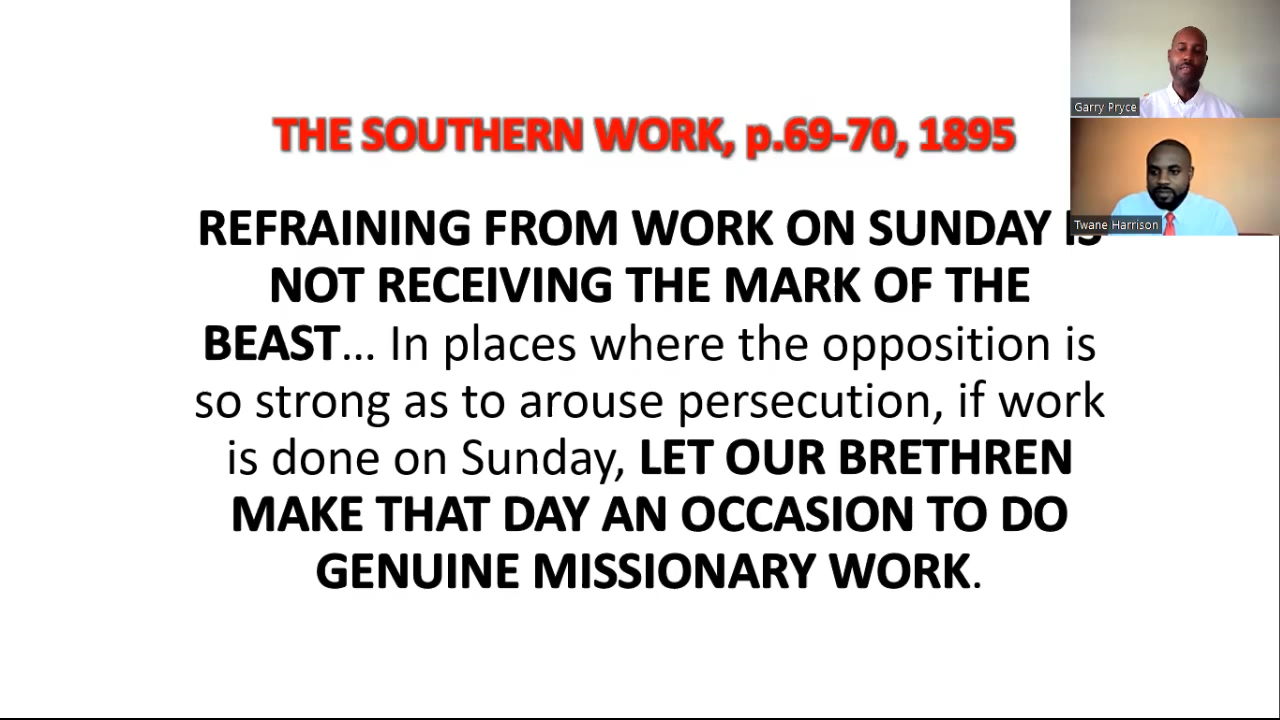 THE SOUTHERN WORK, p.69-70, 1895
REFRAINING FROM WORK ON SUNDAY IS
NOT RECEIVING THE MARK OF THE
BEAST... In places where the opposition is
so strong as to arouse persecution, if work
is done on Sunday, LET OUR BRETHREN
MAKE THAT DAY AN OCCASION TO DO
GENUINE MISSIONARY WORK.
Garry Pryce
Twane Harrison